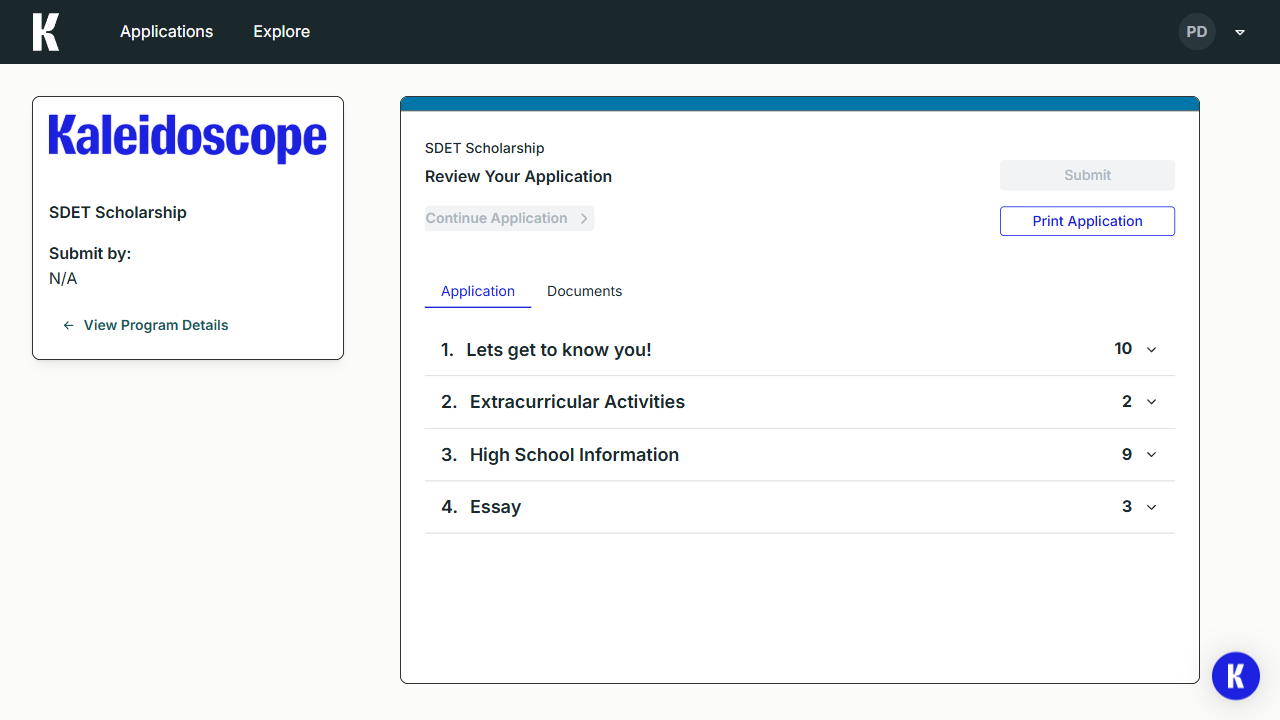 K
Applications
Explore
PD
Kaleidoscope
SDET Scholarship
Submit by:
N/A
View Program Details
SDET Scholarship
Review Your Application
Submit
Continue Application
Print Application
Application
Documents
1. Lets get to know you! 10
2. Extracurricular Activities 2
3. High School Information 9
4. Essay 3
K